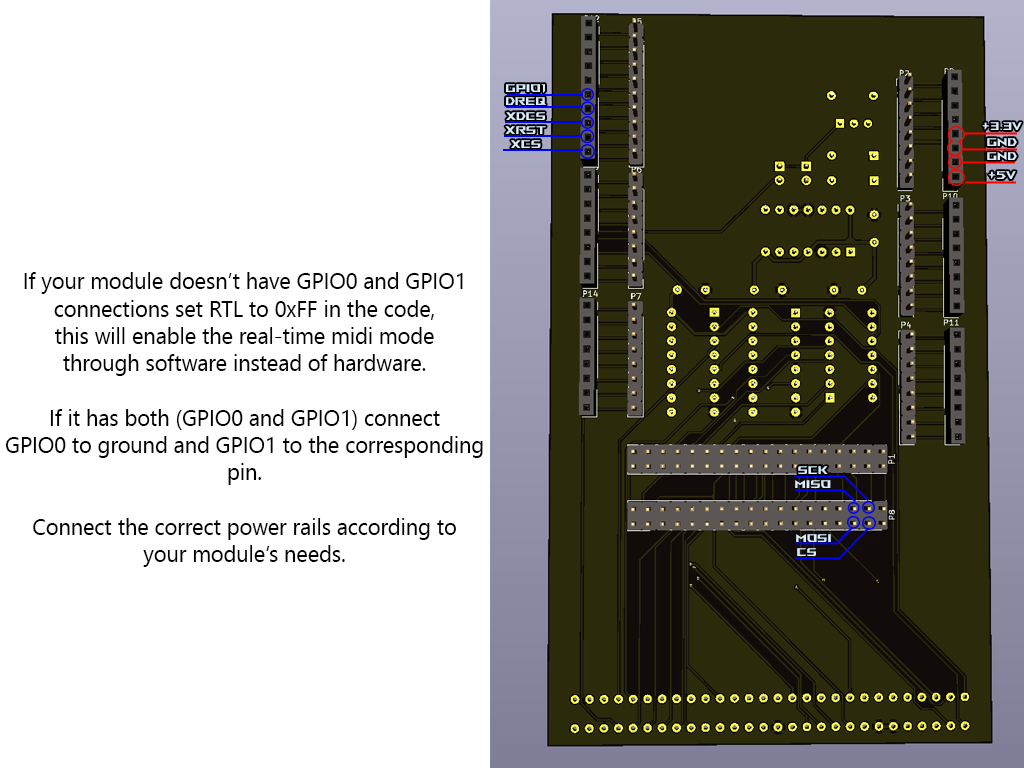 If your module doesn't have GPIO0 and GPIO1
connections set RTL to 0xFF in the code,
this will enable the real-time midi mode
through software instead of hardware.
If it has both (GPIO0 and GPIO1) connect
GPIO0 to ground and GPIO1 to the corresponding
pin.
Connect the correct power rails according to
your module's needs.
GPIO1
DREQ
XDCS
XRST
XCS
+3.3V
GND
GND
+5V
P6
P2
P3
P10
P14
P7
P4
P11
P1
SCK
MISO
P8
MOSI
CS